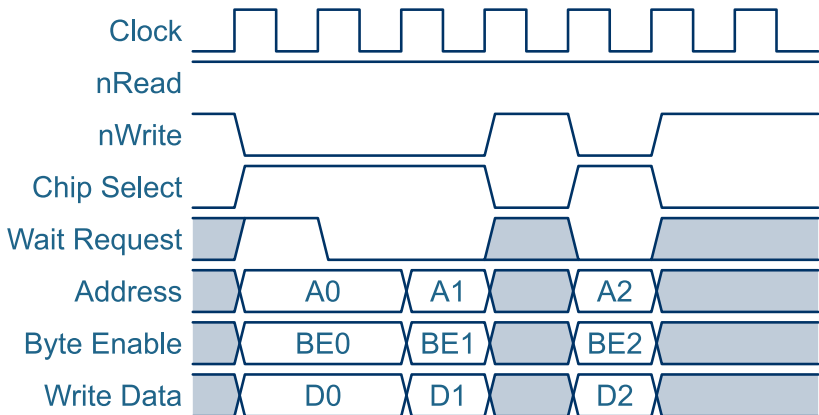 Clock
nRead
nWrite
Chip Select
Wait Request
Address A0 A1 A2
Byte Enable BE0 BE1 BE2
Write Data D0 D1 D2